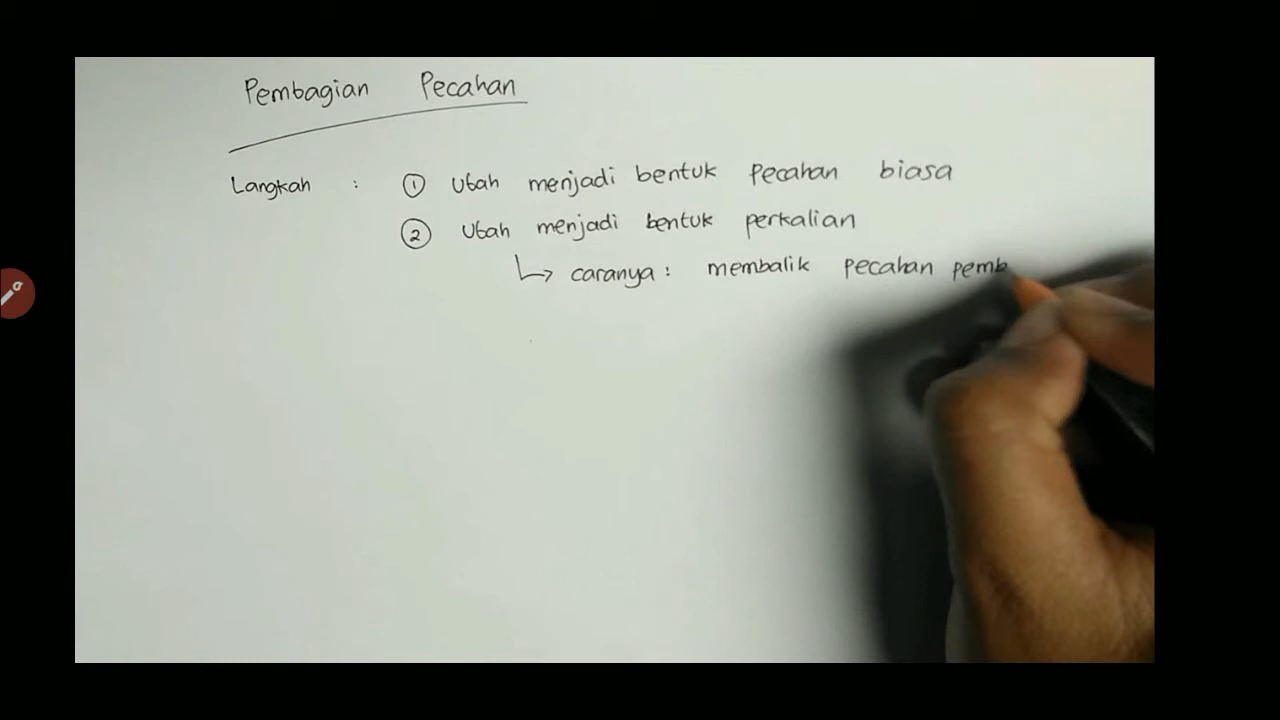 Pembagian Pecahan
Langkah : ① Ubah menjadi bentuk pecahan biasa
② Ubah menjadi bentuk perkalian
↳ caranya : membalik pecahan pemb